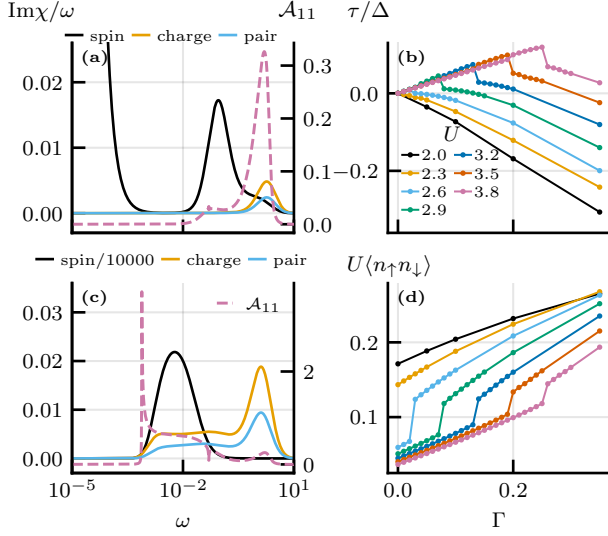 Imχ/ω
𝒜₁₁
τ/Δ
spin charge pair
(a)
(b)
0.02
0.01
0.00
0.3
0.2
0.1
0.0
0.0
−0.2
U
2.0 3.2
2.3 3.5
2.6 3.8
2.9
spin/10000 charge pair
U⟨n↑n↓⟩
(c)
𝒜₁₁
(d)
0.03
0.02
0.01
0.00
2
0
0.2
0.1
10⁻⁵ 10⁻² 10¹
0.0 0.2
ω
Γ